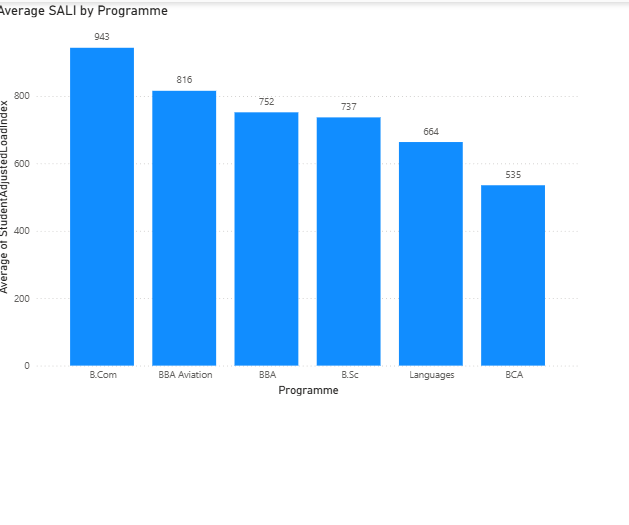 Average SALI by Programme
943
816
752
737
664
535
800
600
400
200
0
Average of StudentAdjustedLoadIndex
B.Com
BBA Aviation
BBA
B.Sc
Languages
BCA
Programme